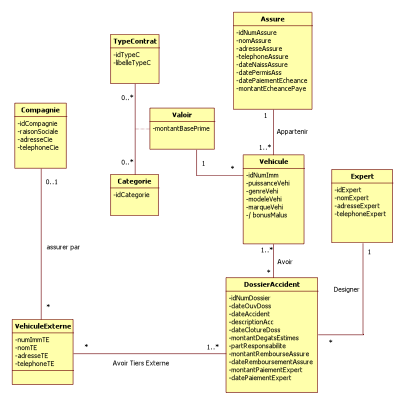 Assure
-idNumAssure
-nomAssure
-adresseAssure
-telephoneAssure
-dateNaissAssure
-datePermisAss
-datePaiementEcheance
-montantEcheancePaye
TypeContrat
-idTypeC
-libelleTypeC
0..*
0..*
Valoir
-montantBasePrime
Categorie
-idCategorie
Compagnie
-idCompagnie
-raisonSociale
-adresseCie
-telephoneCie
0..1
assurer par
*
1
Appartenir
1..*
1
*
Vehicule
-idNumImm
-puissanceVehi
-genreVehi
-modeleVehi
-marqueVehi
-/ bonusMalus
Expert
-idExpert
-nomExpert
-adresseExpert
-telephoneExpert
1
Designer
*
1..*
Avoir
*
DossierAccident
-idNumDossier
-dateOuvDoss
-dateAccident
-descriptionAcc
-dateClotureDoss
-montantDegatsEstimes
-partResponsabilite
-montantRembourseAssure
-dateRemboursementAssure
-montantPaiementExpert
-datePaiementExpert
VehiculeExterne
-numImmTE
-nomTE
-adresseTE
-telephoneTE
*
1..*
Avoir Tiers Externe